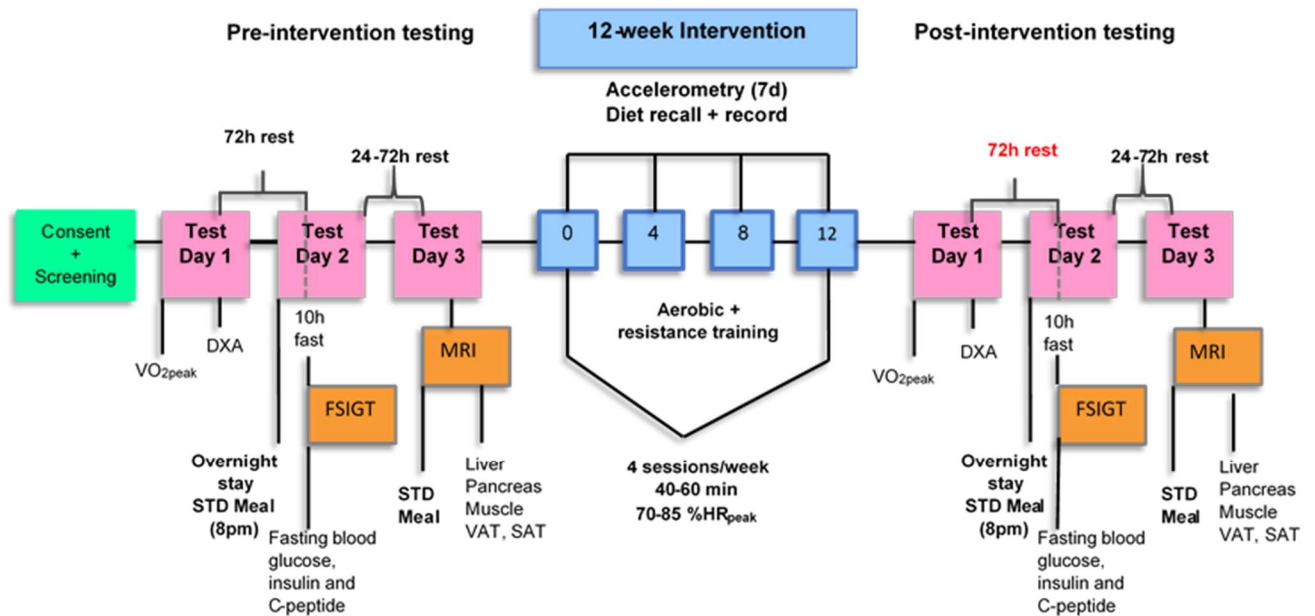 Pre-intervention testing
12-week Intervention
Post-intervention testing
Accelerometry (7d)
Diet recall + record
72h rest
24-72h rest
72h rest
24-72h rest
Consent
+
Screening
Test
Day 1
Test
Day 2
Test
Day 3
0
4
8
12
Test
Day 1
Test
Day 2
Test
Day 3
VO2peak
DXA
10h
fast
MRI
FSIGT
Overnight
stay
STD Meal
(8pm)
Fasting blood
glucose,
insulin and
C-peptide
STD
Meal
Liver
Pancreas
Muscle
VAT, SAT
Aerobic +
resistance training
4 sessions/week
40-60 min
70-85 %HRpeak
VO2peak
DXA
10h
fast
MRI
FSIGT
Overnight
stay
STD Meal
(8pm)
Fasting blood
glucose,
insulin and
C-peptide
STD
Meal
Liver
Pancreas
Muscle
VAT, SAT